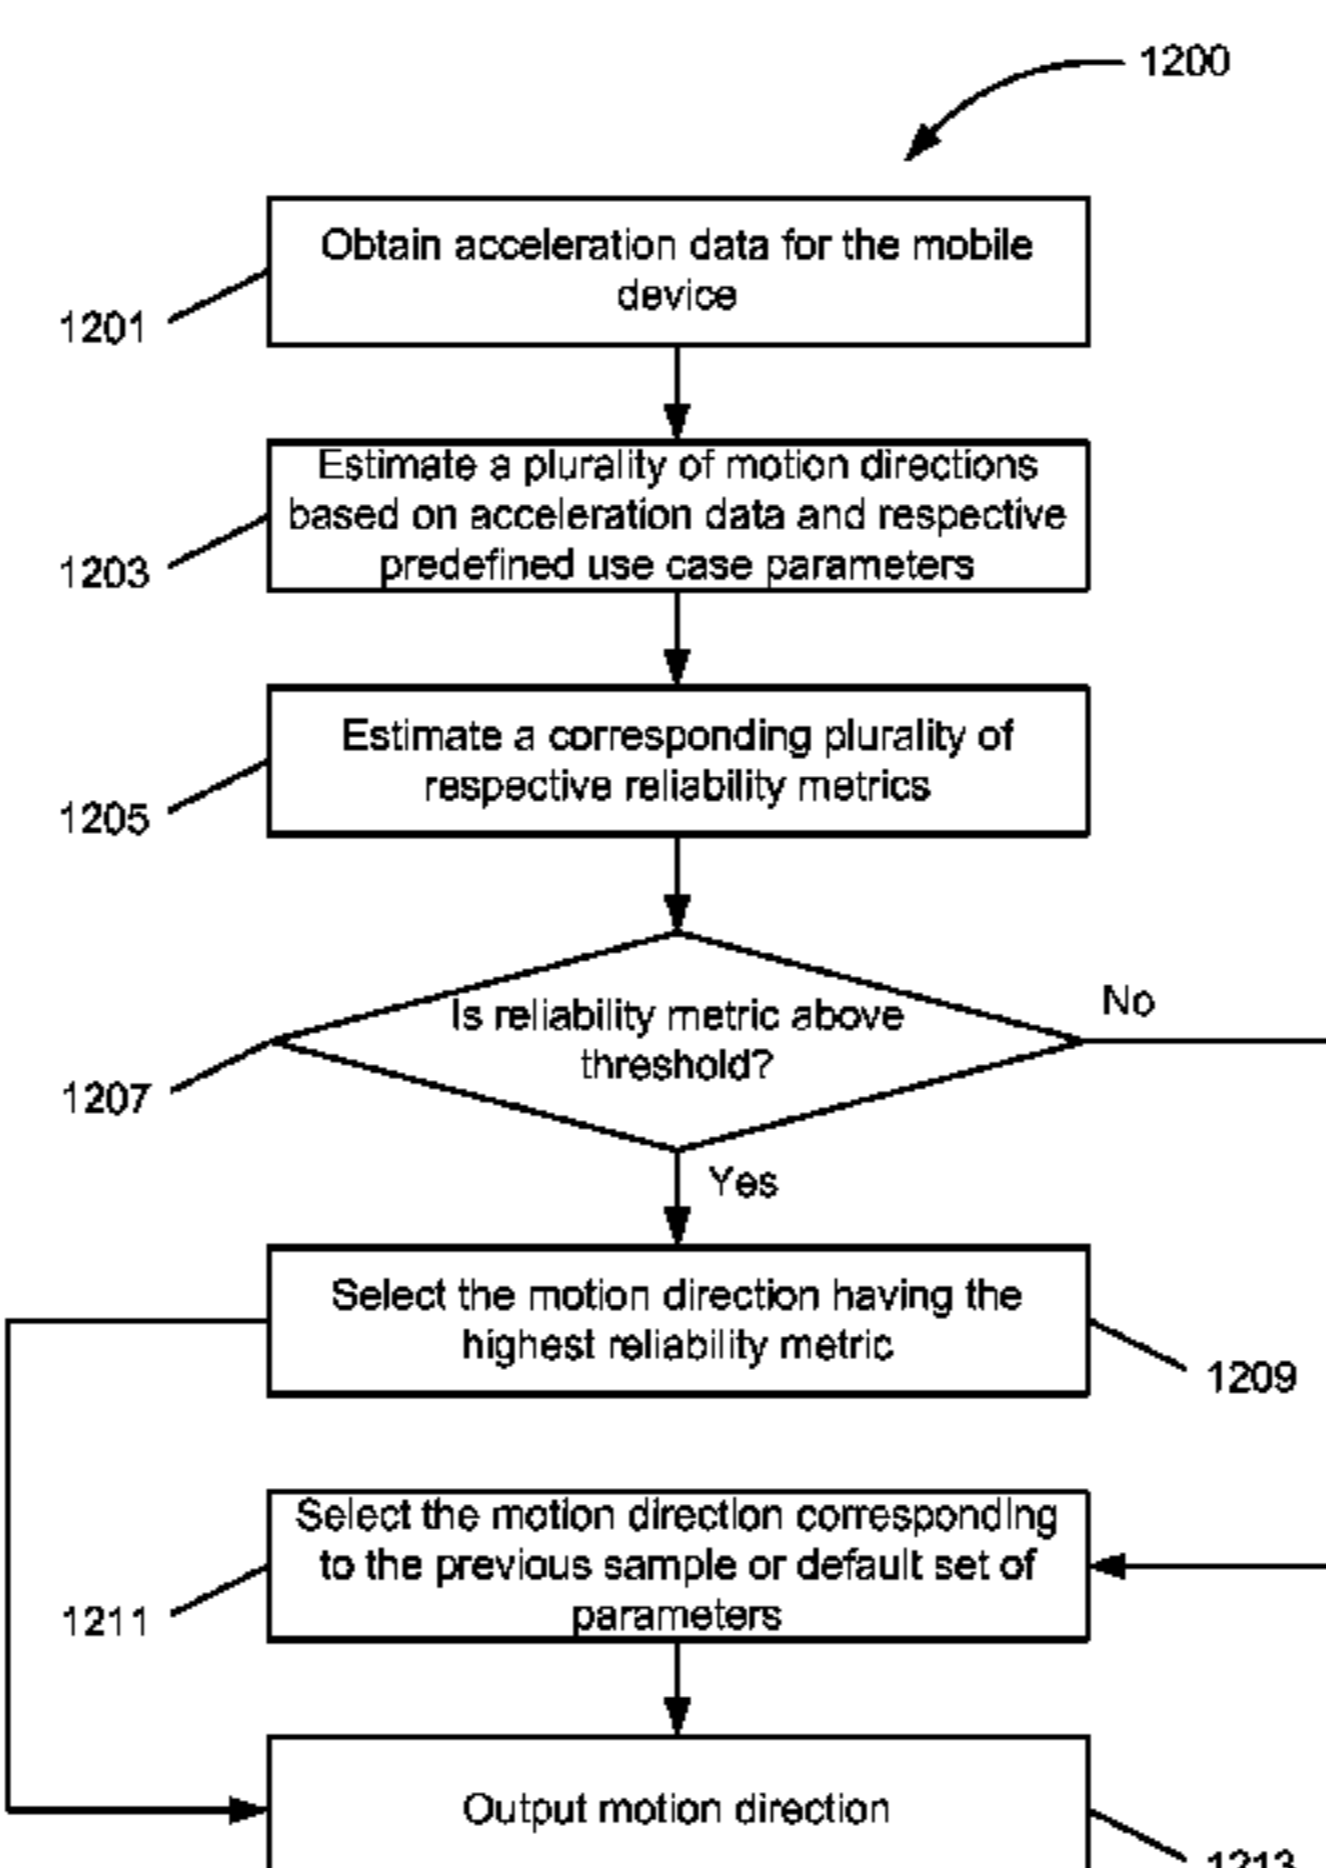 1200
Obtain acceleration data for the mobile
device
1201
Estimate a plurality of motion directions
based on acceleration data and respective
predefined use case parameters
1203
Estimate a corresponding plurality of
respective reliability metrics
1205
No
Is reliability metric above
threshold?
1207
Yes
Select the motion direction having the
highest reliability metric
1209
Select the motion direction corresponding
to the previous sample or default set of
parameters
1211
Output motion direction
1213